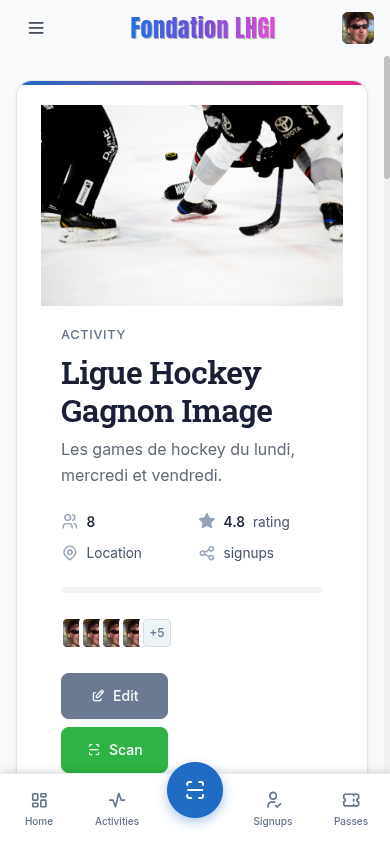 Fondation LHGI
TOYOTA
ACTIVITY
Ligue Hockey
Gagnon Image
Les games de hockey du lundi,
mercredi et vendredi.
8
4.8 rating
Location
signups
+5
Edit
Scan
Home
Activities
Signups
Passes